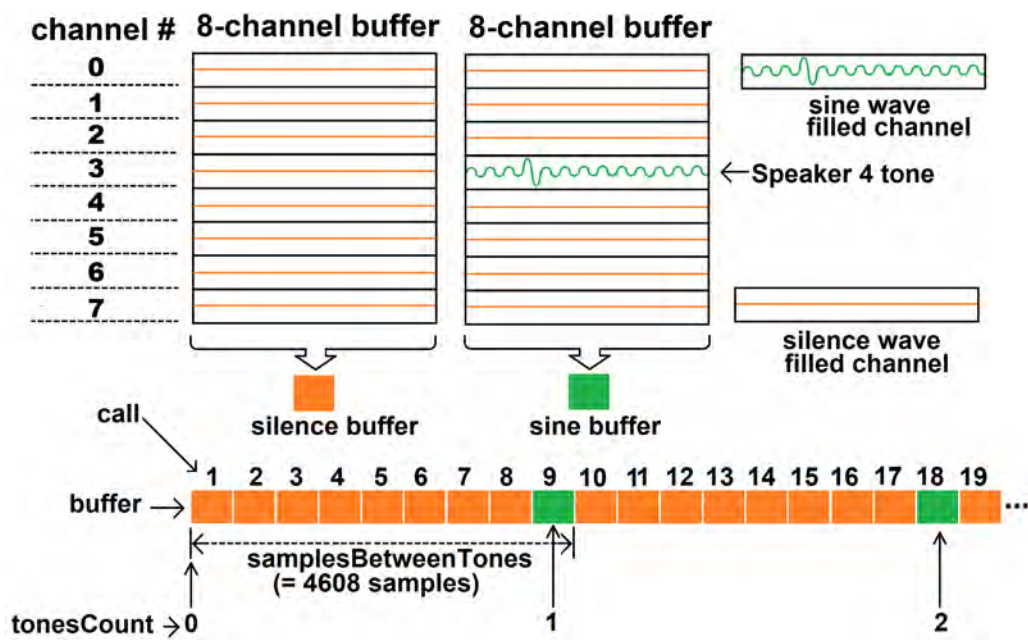 channel #
8-channel buffer
8-channel buffer
0
1
2
3
4
5
6
7
sine wave
filled channel
Speaker 4 tone
silence wave
filled channel
silence buffer
sine buffer
call
1 2 3 4 5 6 7 8 9 10 11 12 13 14 15 16 17 18 19
buffer
...
samplesBetweenTones
(= 4608 samples)
tonesCount 0 1 2